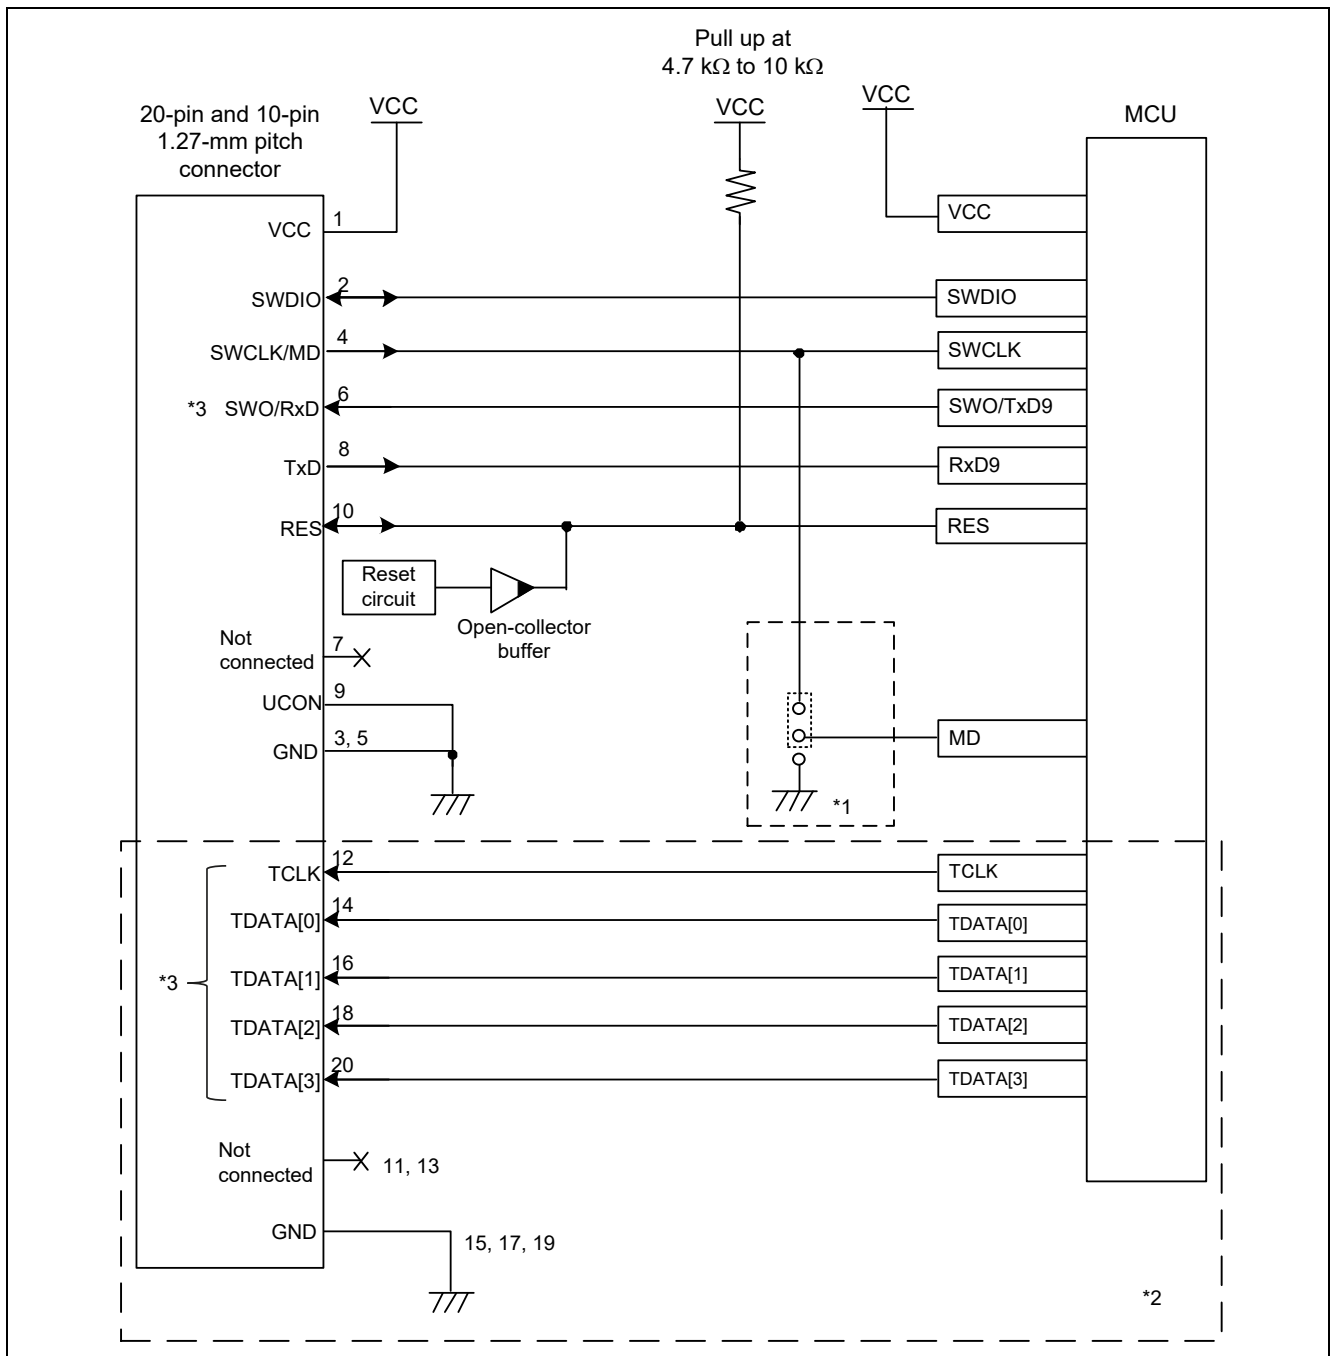 Pull up at
4.7 kΩ to 10 kΩ
VCC
VCC
VCC
20-pin and 10-pin
1.27-mm pitch
connector
MCU
VCC
1
VCC
SWDIO
2
SWDIO
SWCLK/MD
4
SWCLK
*3 SWO/RxD
6
SWO/TxD9
TxD
8
RxD9
RES
10
RES
Reset
circuit
Open-collector
buffer
Not
connected
7
UCON
9
GND
3, 5
MD
*1
TCLK
12
TCLK
TDATA[0]
14
TDATA[0]
TDATA[1]
16
TDATA[1]
*3
TDATA[2]
18
TDATA[2]
TDATA[3]
20
TDATA[3]
Not
connected
11, 13
GND
15, 17, 19
*2